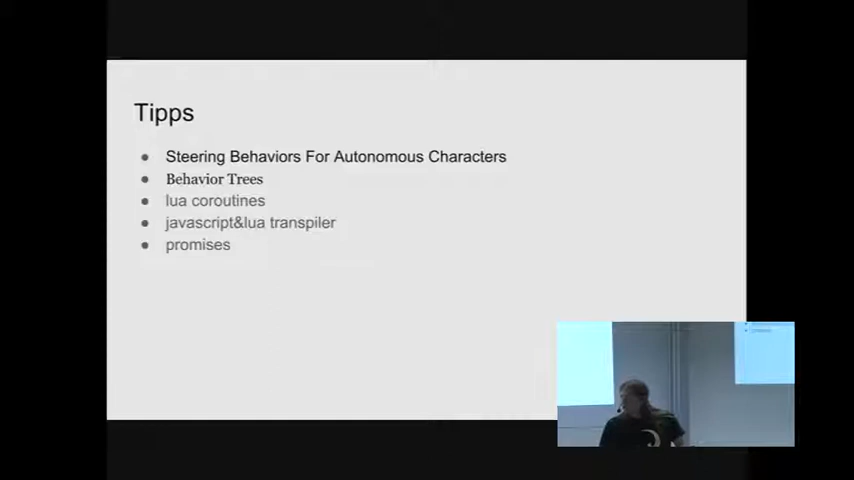 Tipps
Steering Behaviors For Autonomous Characters
Behavior Trees
lua coroutines
javascript&lua transpiler
promises